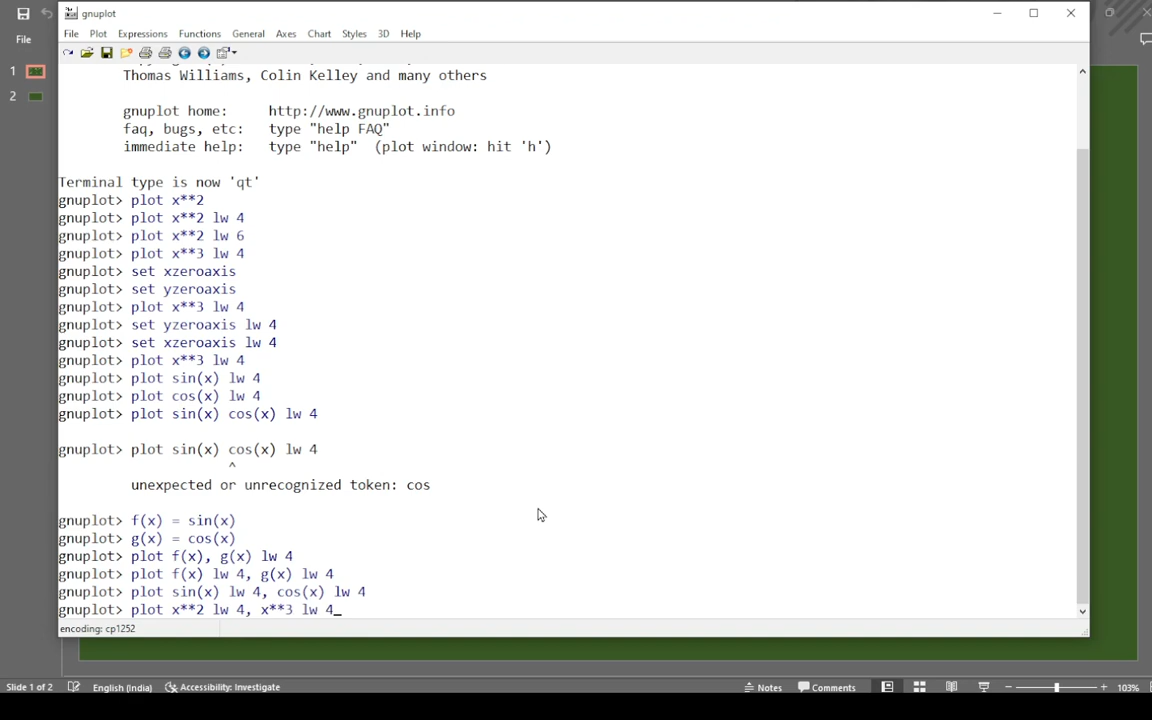 gnuplot
File
File Plot Expressions Functions General Axes Chart Styles 3D Help
1
2
Thomas Williams, Colin Kelley and many others
gnuplot home: http://www.gnuplot.info
faq, bugs, etc: type "help FAQ"
immediate help: type "help" (plot window: hit 'h')
Terminal type is now 'qt'
gnuplot> plot x**2
gnuplot> plot x**2 lw 4
gnuplot> plot x**2 lw 6
gnuplot> plot x**3 lw 4
gnuplot> set xzeroaxis
gnuplot> set yzeroaxis
gnuplot> plot x**3 lw 4
gnuplot> set yzeroaxis lw 4
gnuplot> set xzeroaxis lw 4
gnuplot> plot x**3 lw 4
gnuplot> plot sin(x) lw 4
gnuplot> plot cos(x) lw 4
gnuplot> plot sin(x) cos(x) lw 4
gnuplot> plot sin(x) cos(x) lw 4
^
unexpected or unrecognized token: cos
gnuplot> f(x) = sin(x)
gnuplot> g(x) = cos(x)
gnuplot> plot f(x), g(x) lw 4
gnuplot> plot f(x) lw 4, g(x) lw 4
gnuplot> plot sin(x) lw 4, cos(x) lw 4
gnuplot> plot x**2 lw 4, x**3 lw 4_
encoding: cp1252
Slide 1 of 2 English (India) Accessibility: Investigate Notes Comments 103%